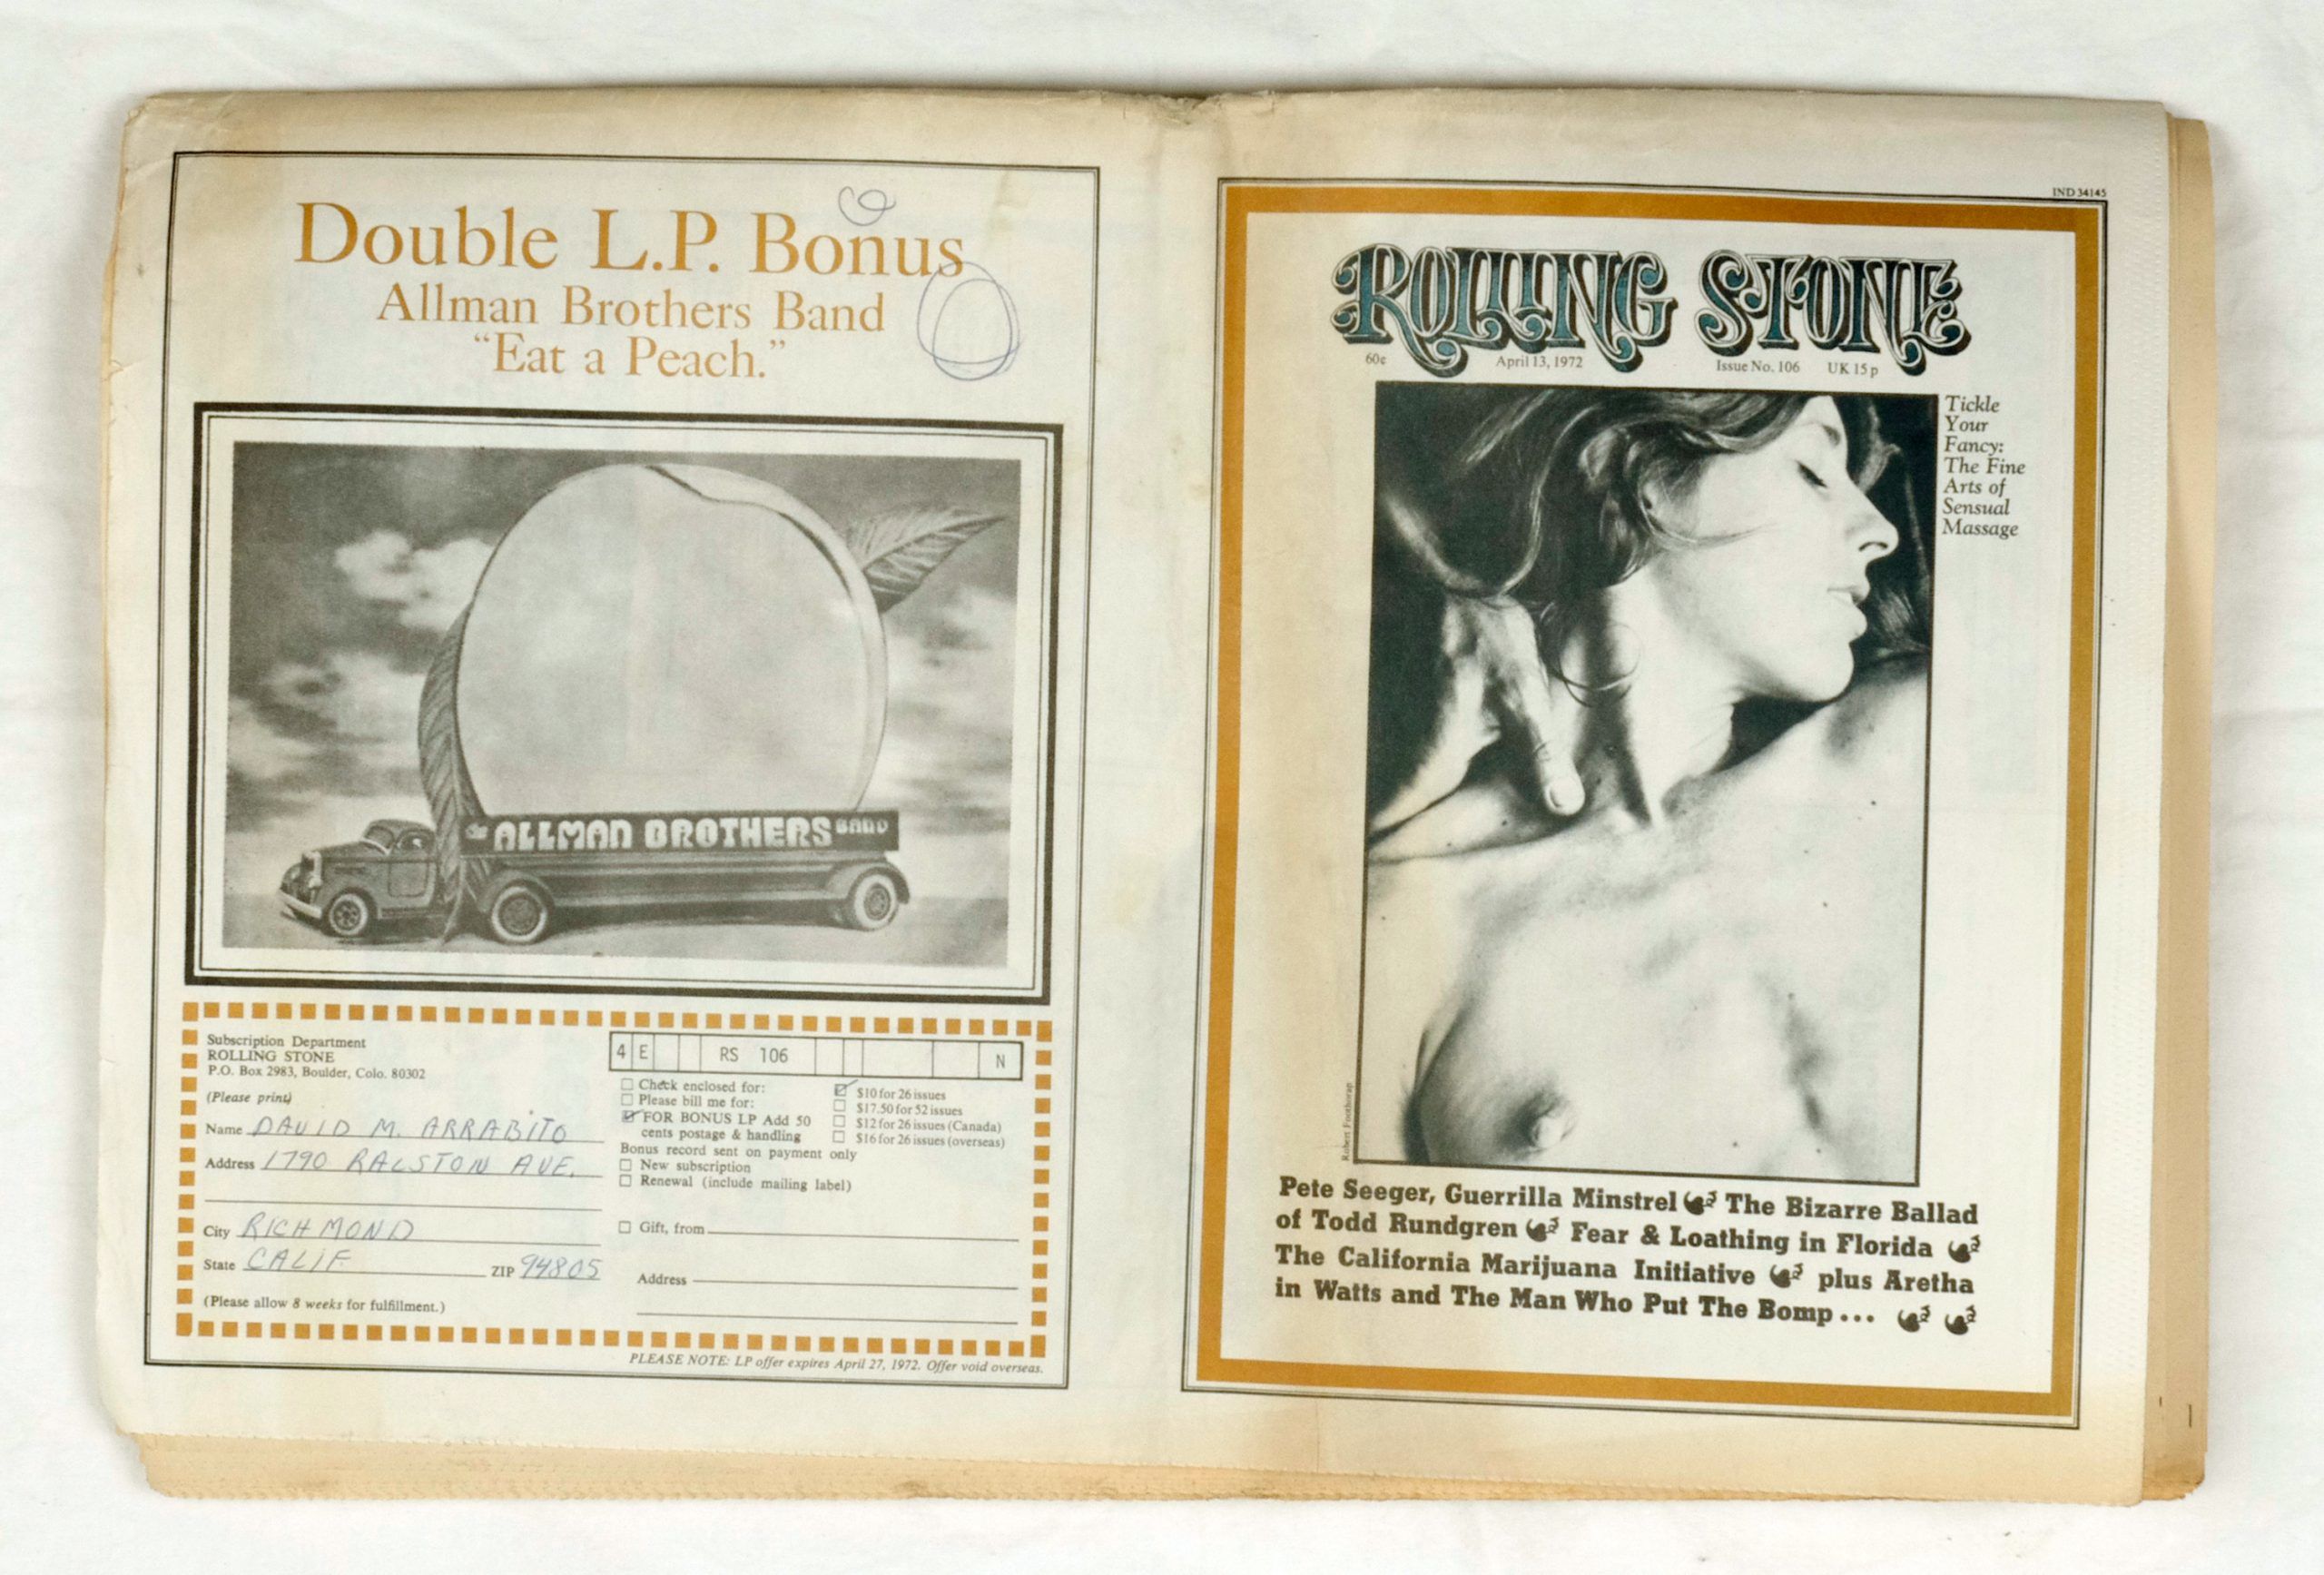 Double L.P. Bonus
Allman Brothers Band
"Eat a Peach."
the ALLMAN BROTHERS BAND
Subscription Department
ROLLING STONE
P.O. Box 2983, Boulder, Colo. 80302
(Please print)
Name DAVID M. ARRABITO
Address 1790 RALSTON AVE.
City RICHMOND
State CALIF ZIP 94805
(Please allow 8 weeks for fulfillment.)
4 E RS 106 N
Check enclosed for:
Please bill me for:
FOR BONUS LP Add 50
cents postage & handling
Bonus record sent on payment only
New subscription
Renewal (include mailing label)
$10 for 26 issues
$17.50 for 52 issues
$12 for 26 issues (Canada)
$16 for 26 issues (overseas)
Gift, from
Address
PLEASE NOTE: LP offer expires April 27, 1972. Offer void overseas.
IND 34145
ROLLING STONE
60¢ April 13, 1972 Issue No. 106 UK 15p
Tickle
Your
Fancy:
The Fine
Arts of
Sensual
Massage
Robert Foothorap
Pete Seeger, Guerrilla Minstrel The Bizarre Ballad
of Todd Rundgren Fear & Loathing in Florida
The California Marijuana Initiative plus Aretha
in Watts and The Man Who Put The Bomp...